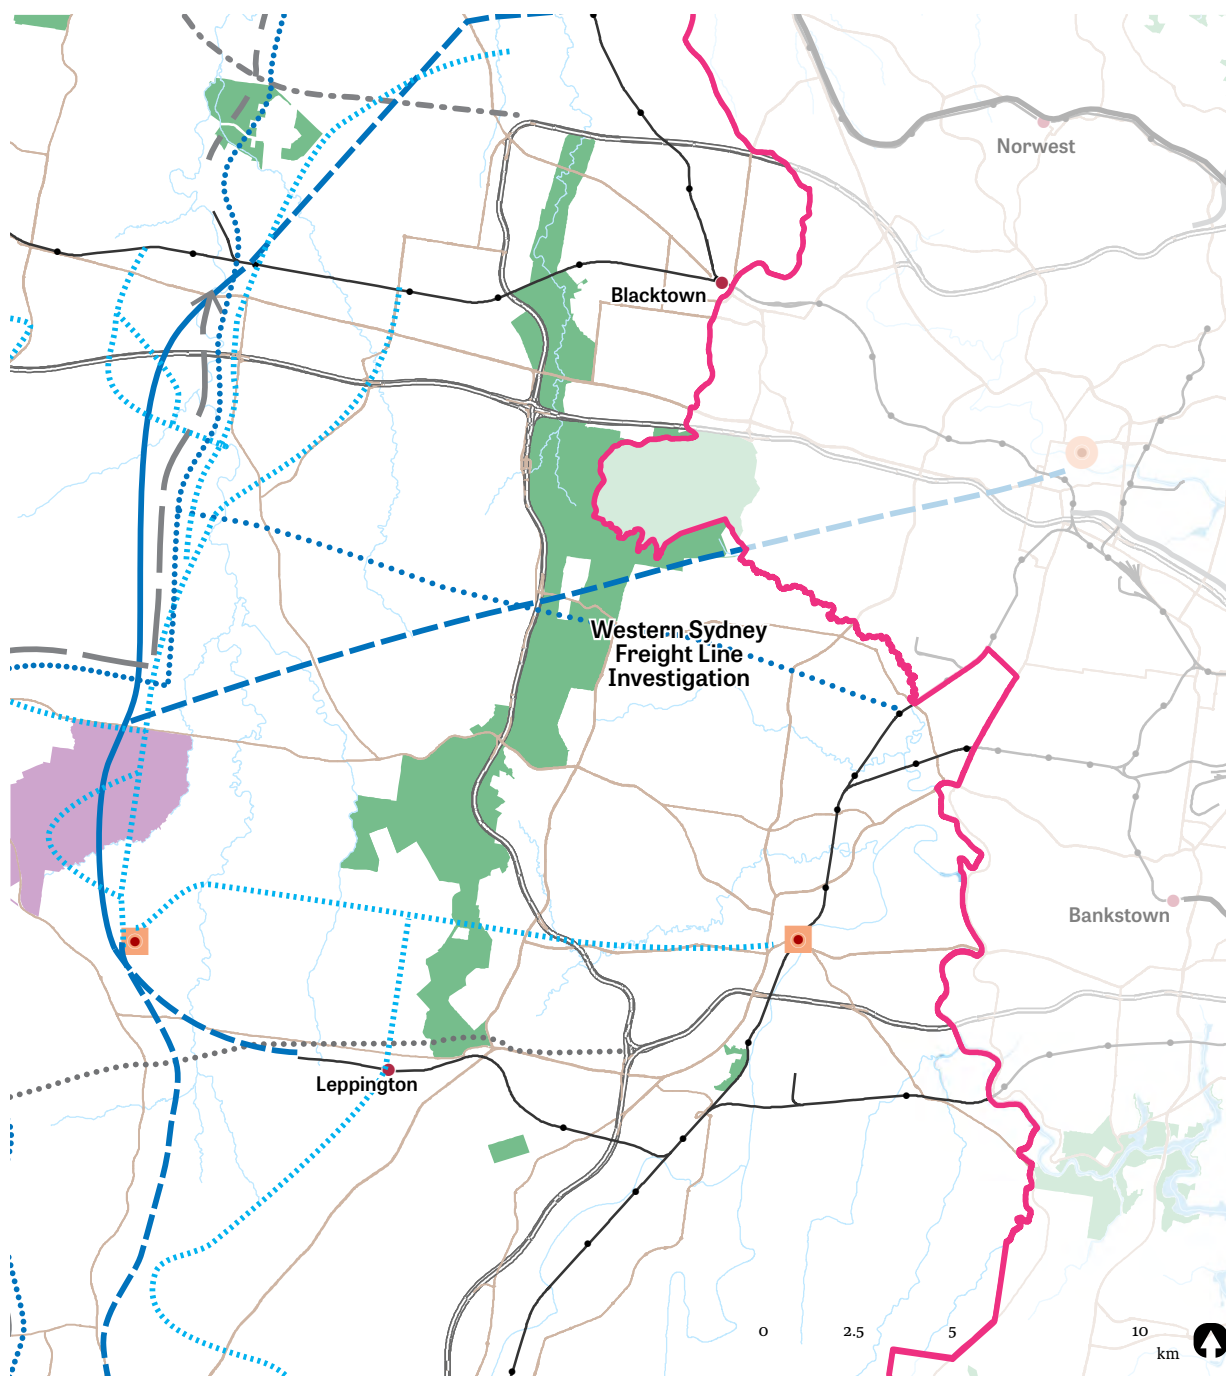 Norwest
Blacktown
Western Sydney
Freight Line
Investigation
Bankstown
Leppington
0 2.5 5 10
km